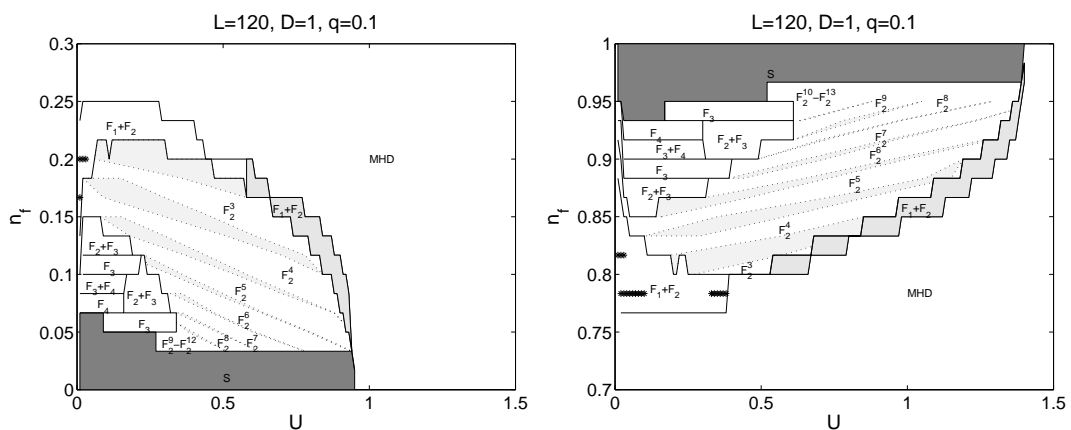 L=120, D=1, q=0.1
0.3
0.25
0.2
0.15
0.1
0.05
0
n_f
F_1+F_2
MHD
F_2^3
F_1+F_2
F_2+F_3
F_3
F_2^4
F_3+F_4
F_2+F_3
F_2^5
F_4
F_2^6
F_3
F_2^9–F_2^12
F_2^8
F_2^7
S
0
0.5
1
1.5
U
L=120, D=1, q=0.1
1
0.95
0.9
0.85
0.8
0.75
0.7
n_f
S
F_2^10–F_2^13
F_2^9
F_2^8
F_3
F_4
F_2+F_3
F_2^7
F_3+F_4
F_2^6
F_3
F_2+F_3
F_2^5
F_1+F_2
F_2^4
F_2^3
F_1+F_2
MHD
0
0.5
1
1.5
U